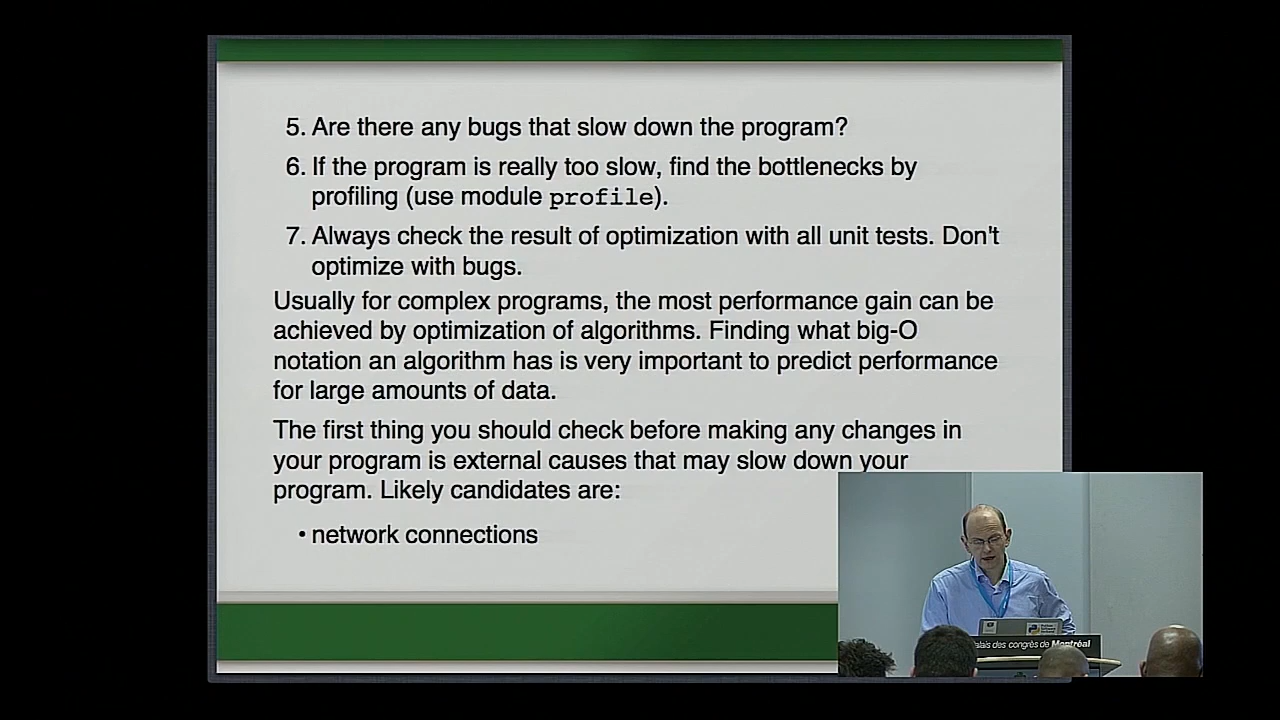 5. Are there any bugs that slow down the program?
6. If the program is really too slow, find the bottlenecks by
profiling (use module profile).
7. Always check the result of optimization with all unit tests. Don't
optimize with bugs.
Usually for complex programs, the most performance gain can be
achieved by optimization of algorithms. Finding what big-O
notation an algorithm has is very important to predict performance
for large amounts of data.
The first thing you should check before making any changes in
your program is external causes that may slow down your
program. Likely candidates are:
• network connections
alais des congrès de Montréal